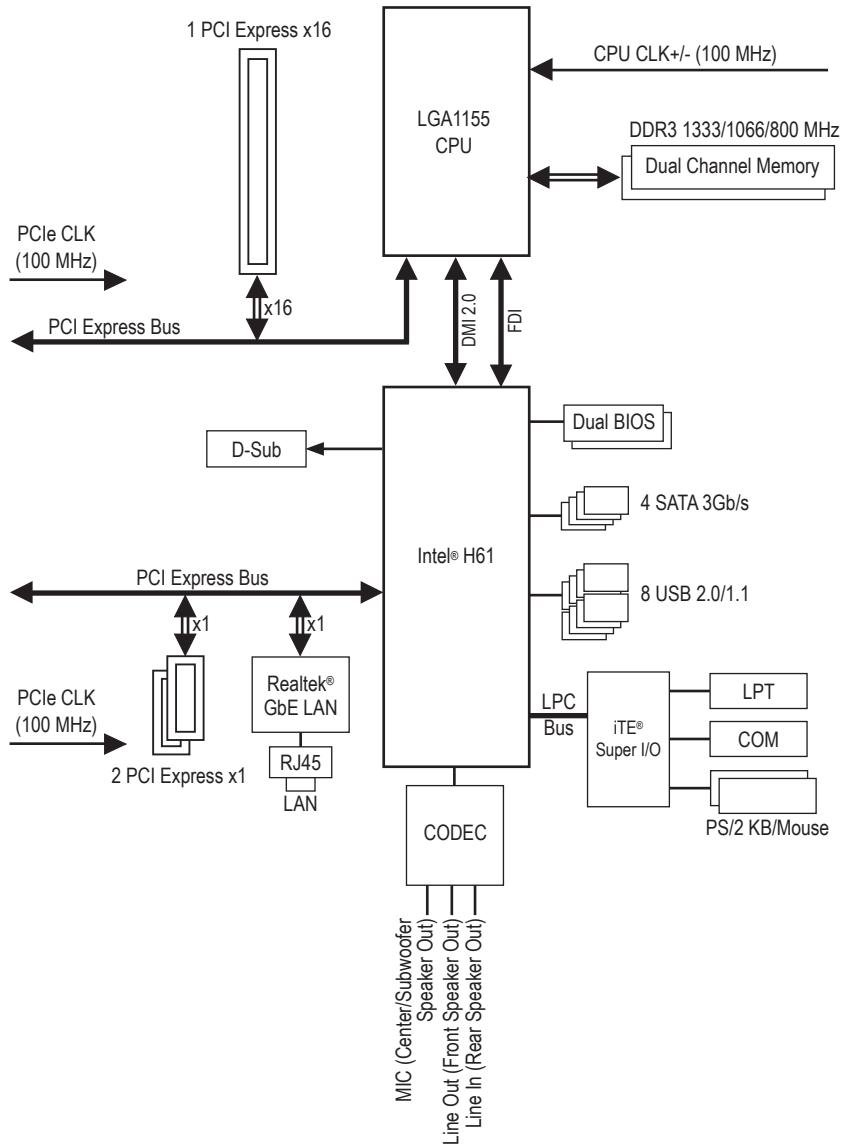 1 PCI Express x16
CPU CLK+/- (100 MHz)
LGA1155
CPU
DDR3 1333/1066/800 MHz
Dual Channel Memory
PCIe CLK
(100 MHz)
x16
PCI Express Bus
DMI 2.0
FDI
Dual BIOS
D-Sub
4 SATA 3Gb/s
Intel® H61
PCI Express Bus
8 USB 2.0/1.1
x1
x1
Realtek®
GbE LAN
LPC
Bus
iTE®
Super I/O
LPT
COM
PCIe CLK
(100 MHz)
RJ45
LAN
2 PCI Express x1
PS/2 KB/Mouse
CODEC
MIC (Center/Subwoofer
Speaker Out)
Line Out (Front Speaker Out)
Line In (Rear Speaker Out)